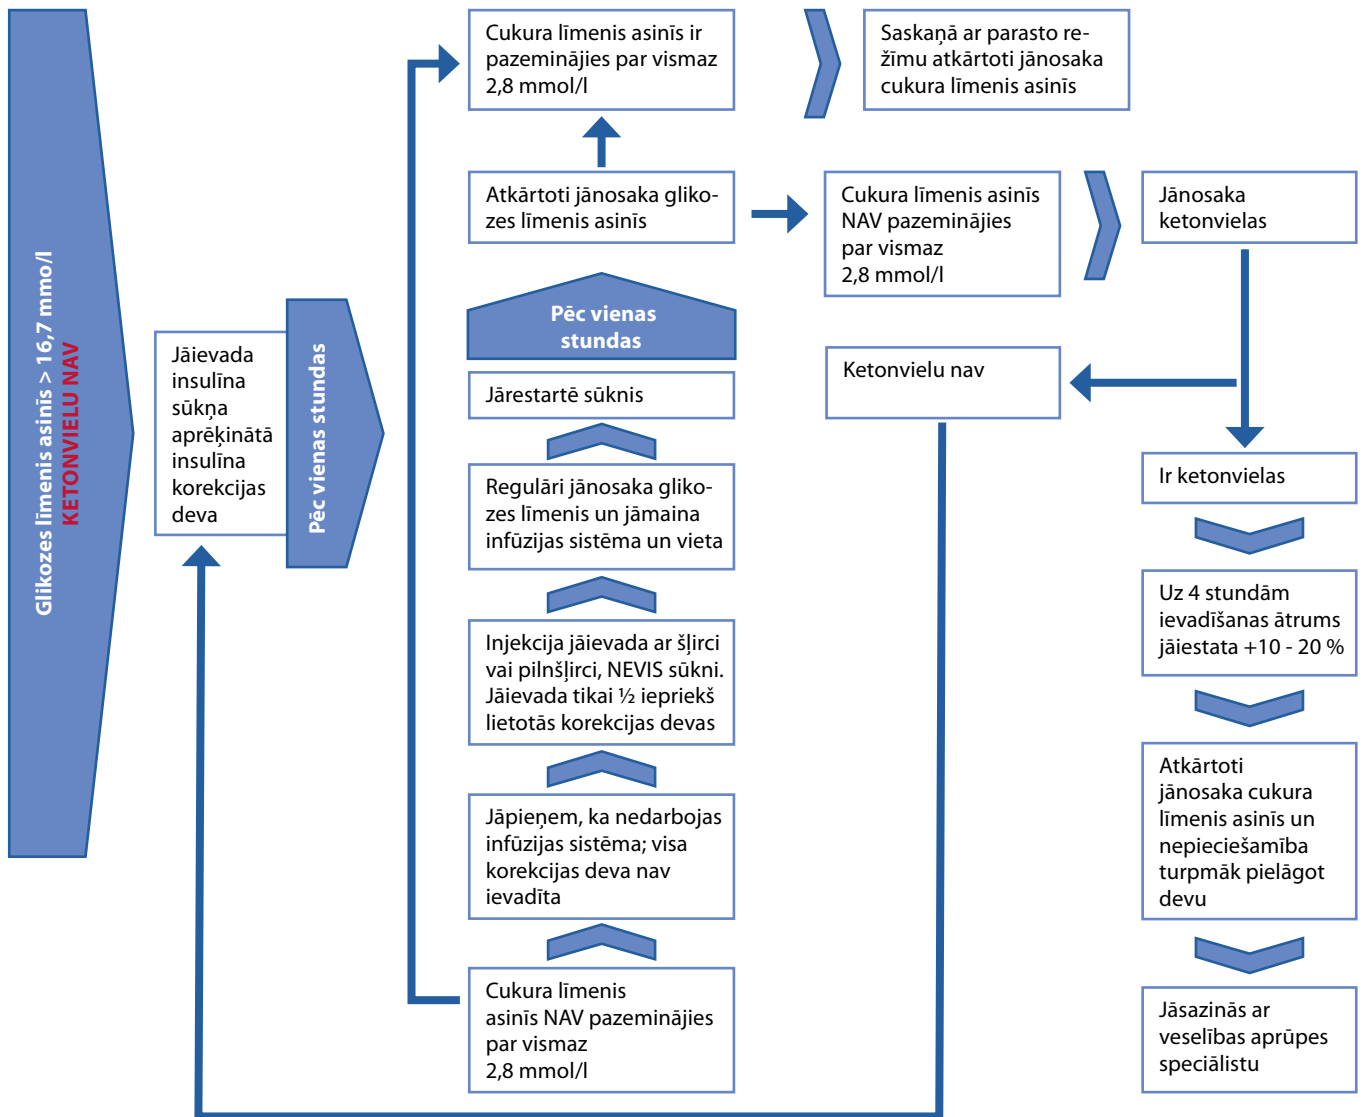 Glikozes līmenis asinīs > 16,7 mmo/l
KETONVIELU NAV
Jāievada
insulīna
sūkņa
aprēķinātā
insulīna
korekcijas
deva
Pēc vienas stundas
Cukura līmenis asinīs ir
pazeminājies par vismaz
2,8 mmol/l
Saskaņā ar parasto re-
žīmu atkārtoti jānosaka
cukura līmenis asinīs
Atkārtoti jānosaka gliko-
zes līmenis asinīs
Cukura līmenis asinīs
NAV pazeminājies
par vismaz
2,8 mmol/l
Jānosaka
ketonvielas
Pēc vienas
stundas
Jārestartē sūknis
Regulāri jānosaka gliko-
zes līmenis un jāmaina
infūzijas sistēma un vieta
Injekcija jāievada ar šļirci
vai pilnšļirci, NEVIS sūkni.
Jāievada tikai ½ iepriekš
lietotās korekcijas devas
Jāpieņem, ka nedarbojas
infūzijas sistēma; visa
korekcijas deva nav
ievadīta
Cukura līmenis
asinīs NAV pazeminājies
par vismaz
2,8 mmol/l
Ketonvielu nav
Ir ketonvielas
Uz 4 stundām
ievadīšanas ātrums
jāiestata +10 - 20 %
Atkārtoti
jānosaka cukura
līmenis asinīs un
nepieciešamība
turpmāk pielāgot
devu
Jāsazinās ar
veselības aprūpes
speciālistu